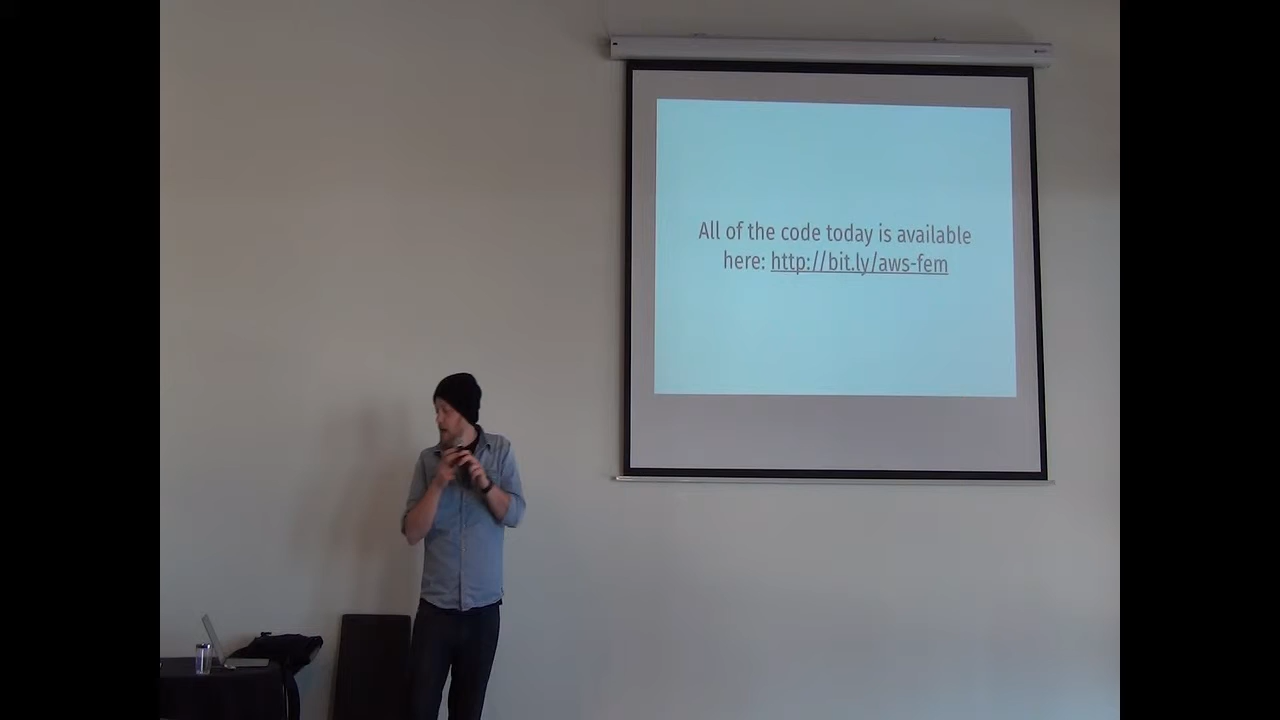 All of the code today is available
here: http://bit.ly/aws-fem